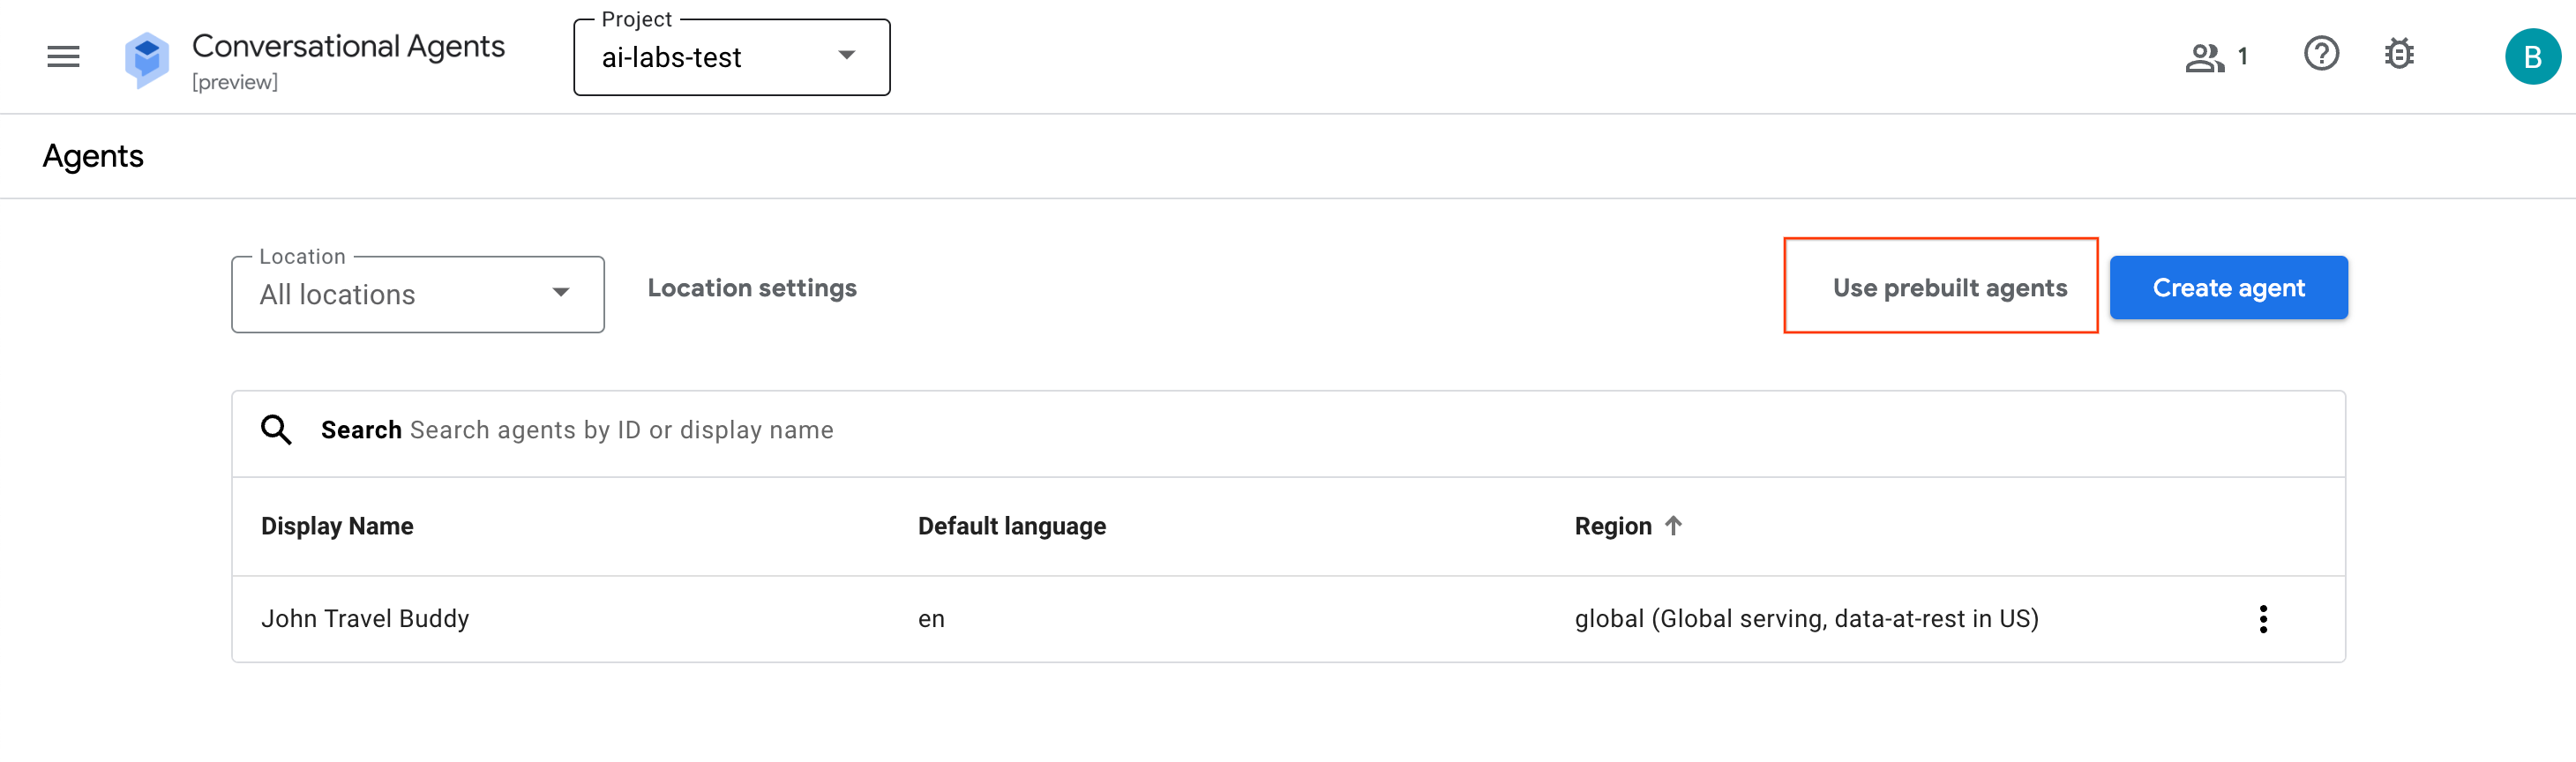 Conversational Agents
[preview]
Project
ai-labs-test
1
B
Agents
Location
All locations
Location settings
Use prebuilt agents
Create agent
Search Search agents by ID or display name
Display Name Default language Region
John Travel Buddy en global (Global serving, data-at-rest in US)